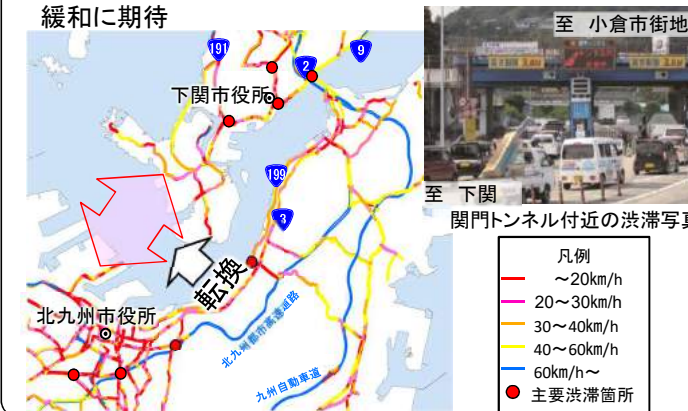 緩和に期待
191
9
2
下関市役所
199
3
転換
北九州市役所
北九州都市高速道路
九州自動車道
至 小倉市街地
至 下関
関門トンネル付近の渋滞写真
凡例
～20km/h
20～30km/h
30～40km/h
40～60km/h
60km/h～
主要渋滞箇所